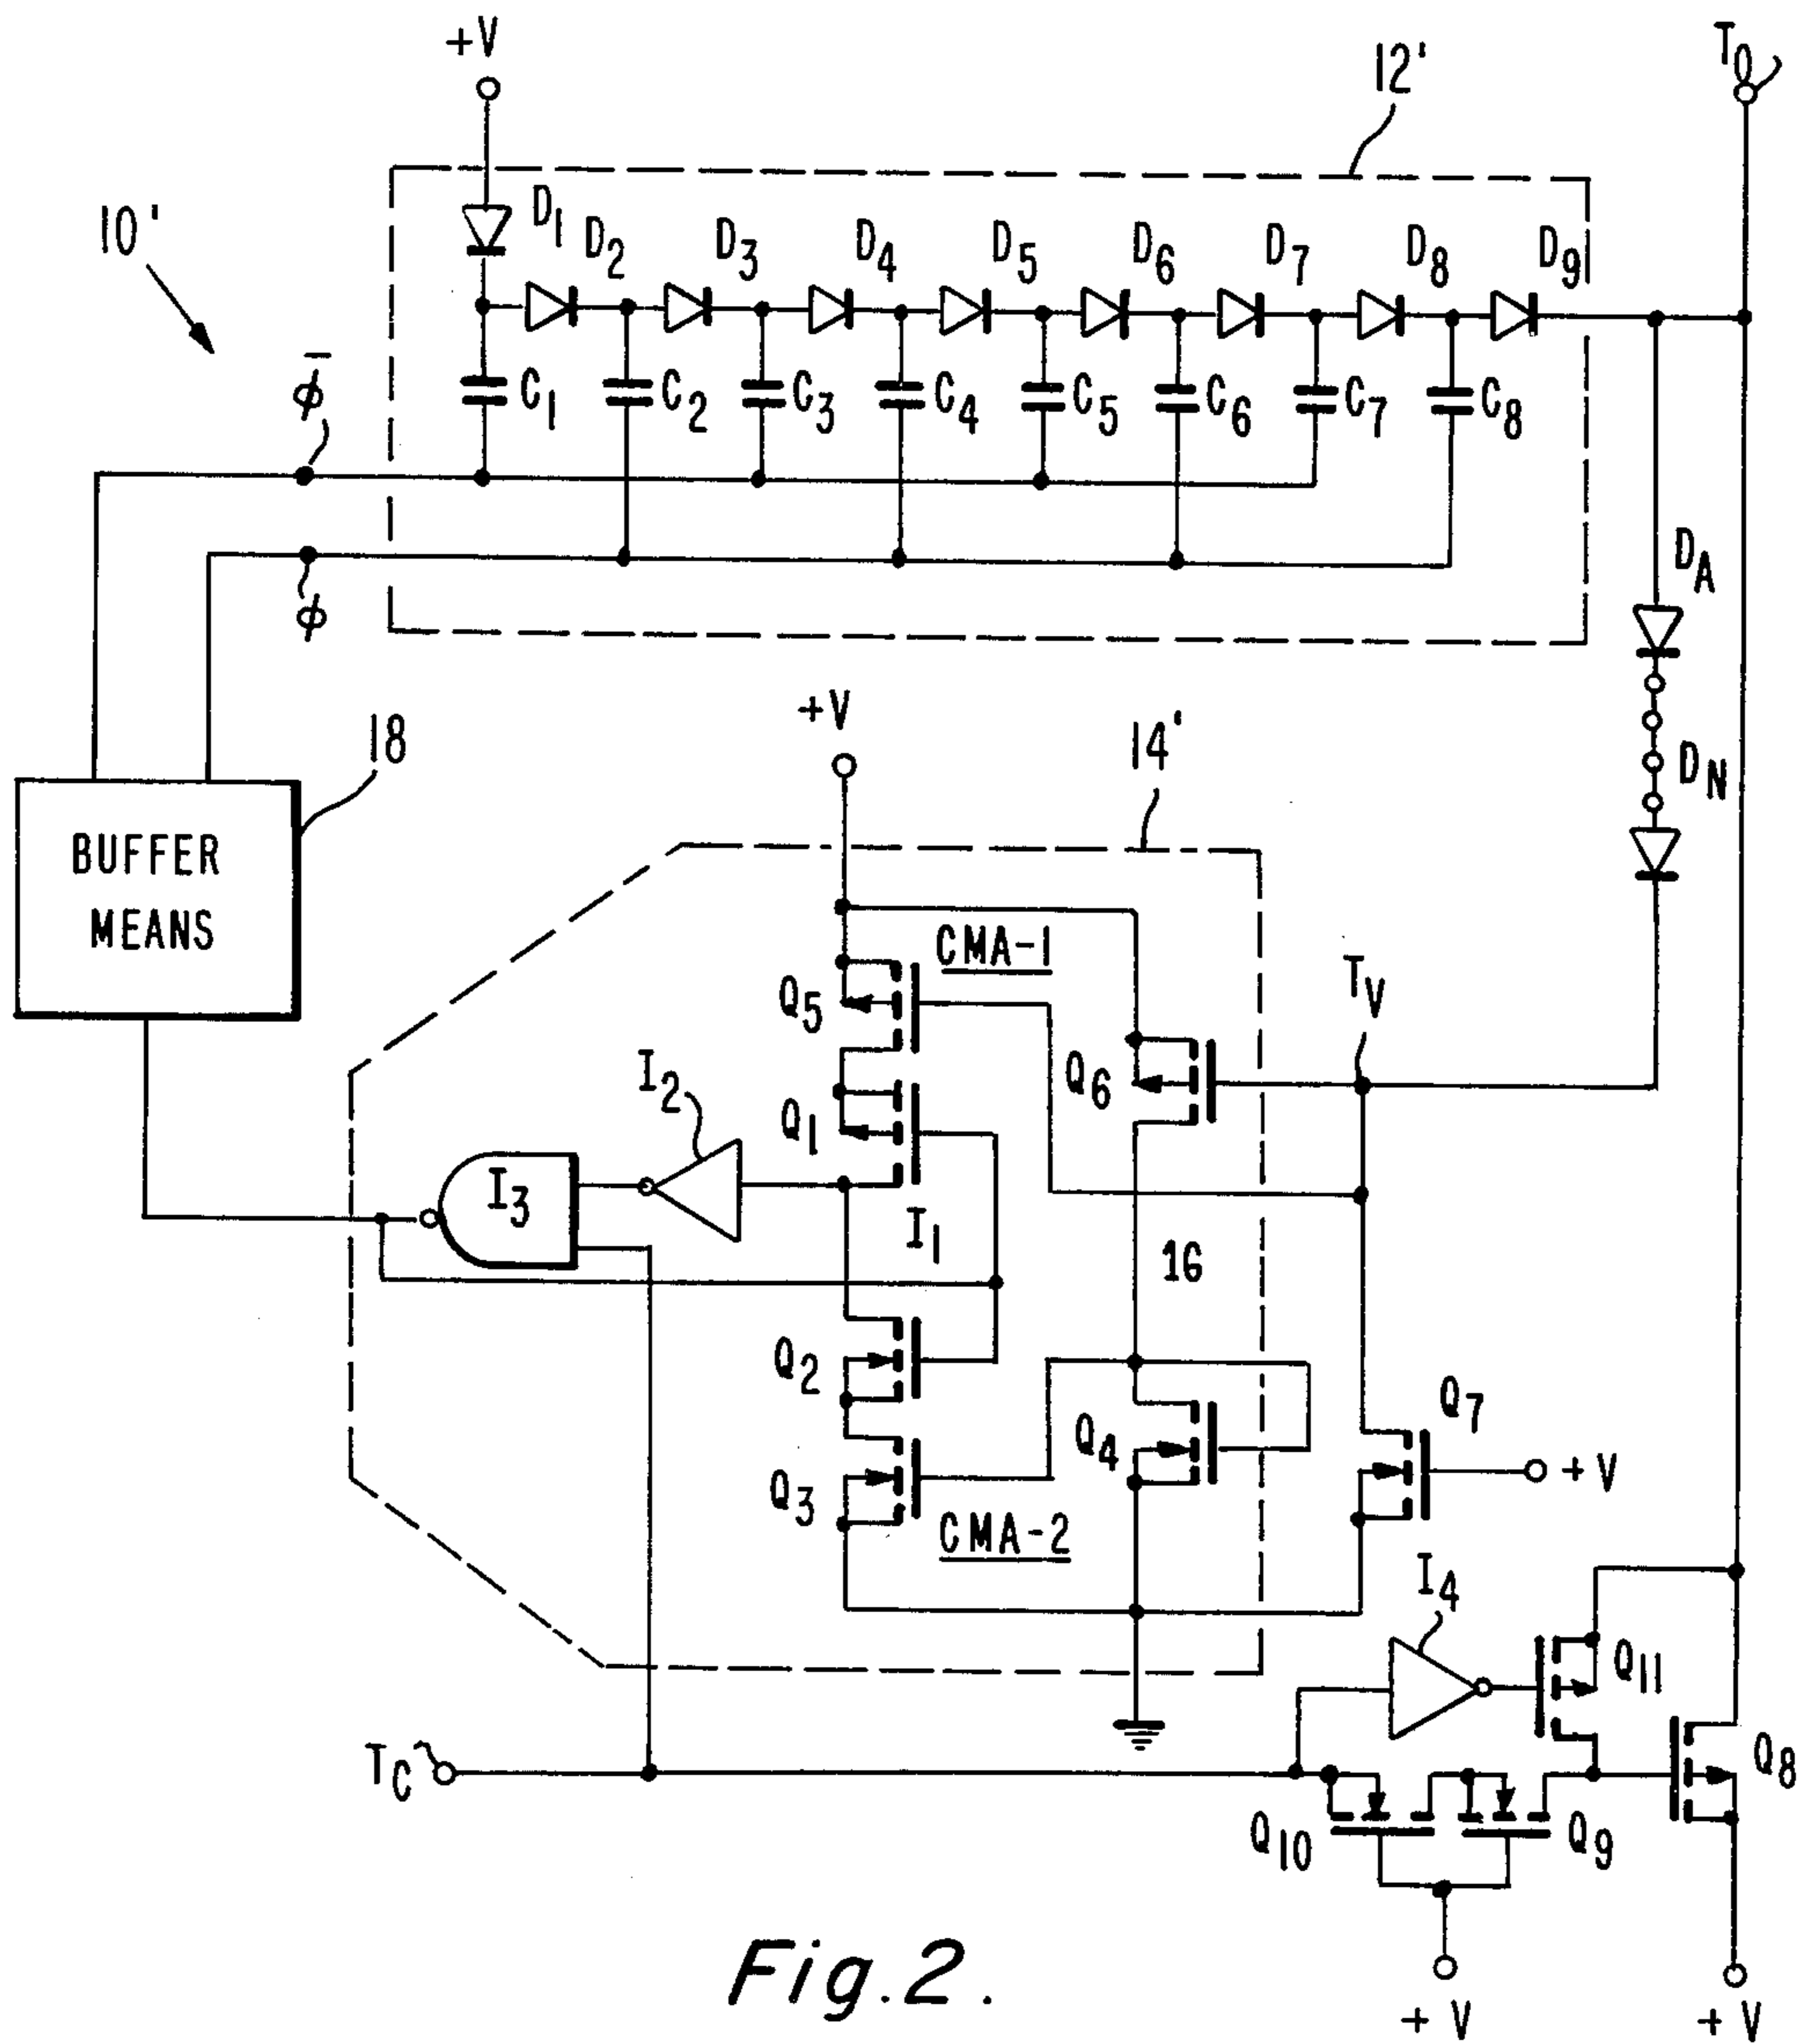 +V
12'
T0
10'
D1
D2
D3
D4
D5
D6
D7
D8
D9
C1
C2
C3
C4
C5
C6
C7
C8
ϕ̅
ϕ
DA
DN
18
BUFFER
MEANS
+V
14'
CMA-1
TV
Q5
Q6
Q1
I2
I3
I1
16
Q2
Q4
Q3
CMA-2
Q7
+V
I4
Q11
Q8
TC
Q10
Q9
+V
+V
Fig.2.